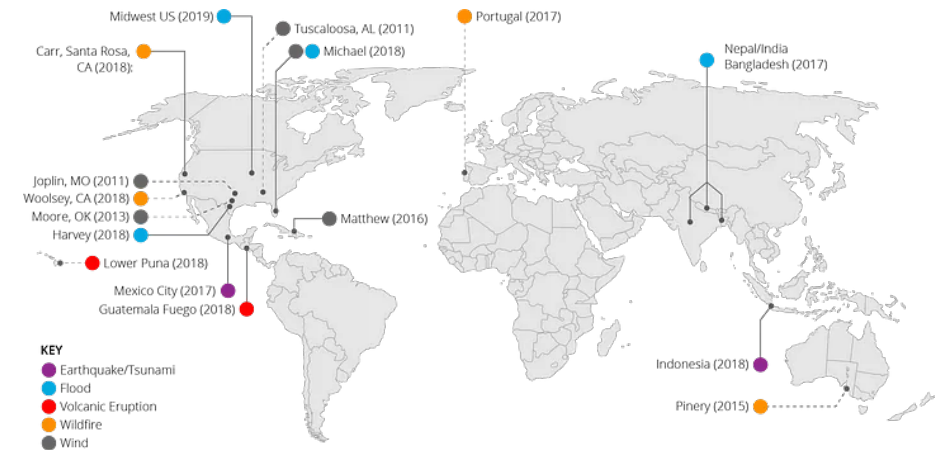 Midwest US (2019)
Portugal (2017)
Tuscaloosa, AL (2011)
Carr, Santa Rosa,
CA (2018):
Michael (2018)
Nepal/India
Bangladesh (2017)
Joplin, MO (2011)
Woolsey, CA (2018)
Moore, OK (2013)
Harvey (2018)
Matthew (2016)
Lower Puna (2018)
Mexico City (2017)
Guatemala Fuego (2018)
Indonesia (2018)
Pinery (2015)
KEY
Earthquake/Tsunami
Flood
Volcanic Eruption
Wildfire
Wind